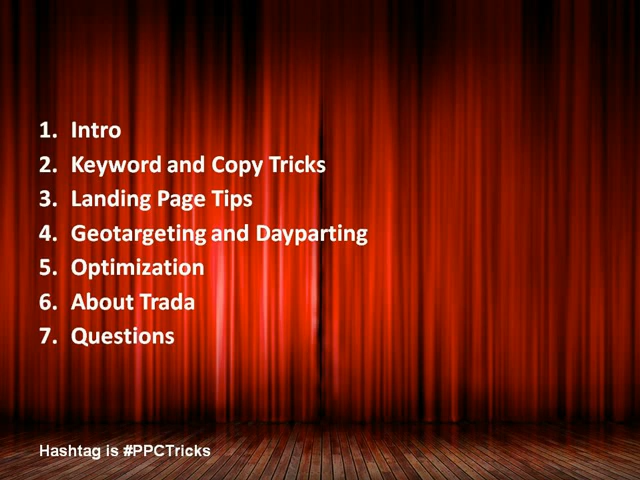 1. Intro
2. Keyword and Copy Tricks
3. Landing Page Tips
4. Geotargeting and Dayparting
5. Optimization
6. About Trada
7. Questions
Hashtag is #PPCTricks